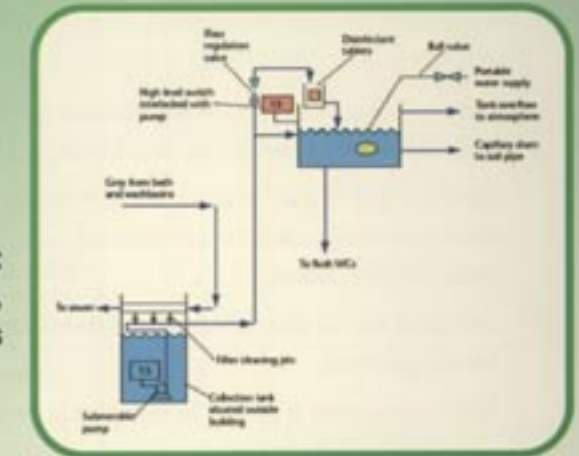 Flow
regulation
valve
Disinfectant
tablets
Ball valve
Portable
water supply
High level switch
interlocked with
pump
Tank overflow
to atmosphere
Capillary drain
to soil pipe
Grey from bath
and washbasins
To flush WCs
To sewer
Filter cleaning jets
Collection tank
situated outside
building
Submersible
pump